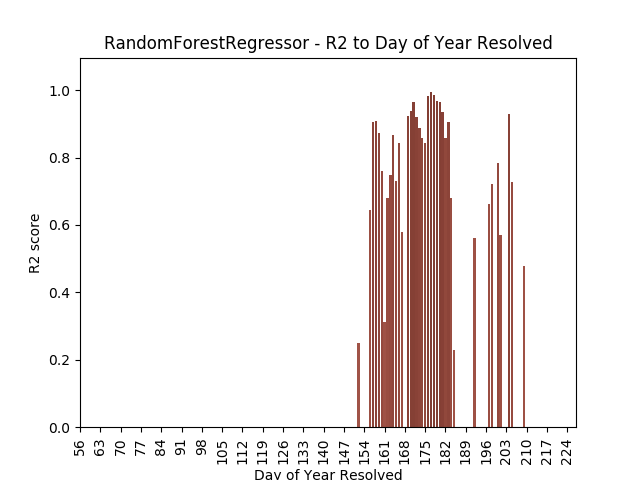 RandomForestRegressor - R2 to Day of Year Resolved
1.0
0.8
0.6
0.4
0.2
0.0
R2 score
56 63 70 77 84 91 98 105 112 119 126 133 140 147 154 161 168 175 182 189 196 203 210 217 224
Day of Year Resolved